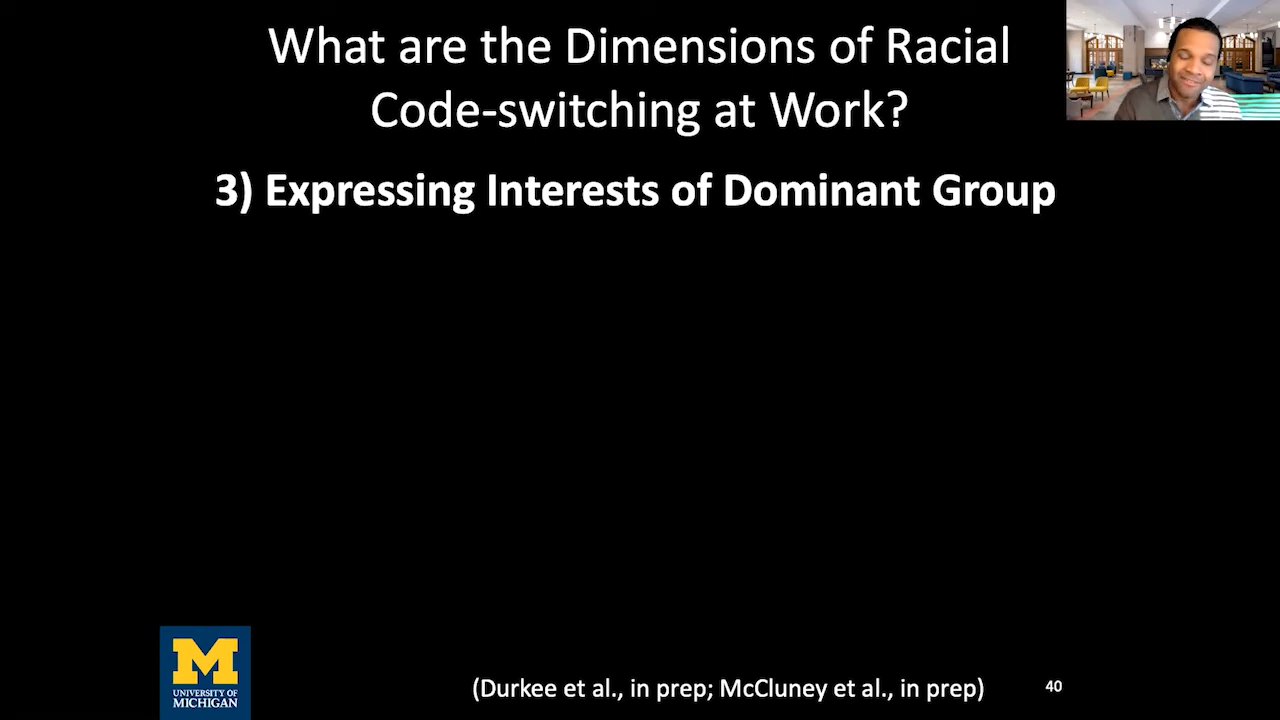 What are the Dimensions of Racial
Code-switching at Work?
3) Expressing Interests of Dominant Group
M
UNIVERSITY OF
MICHIGAN
(Durkee et al., in prep; McCluney et al., in prep)
40